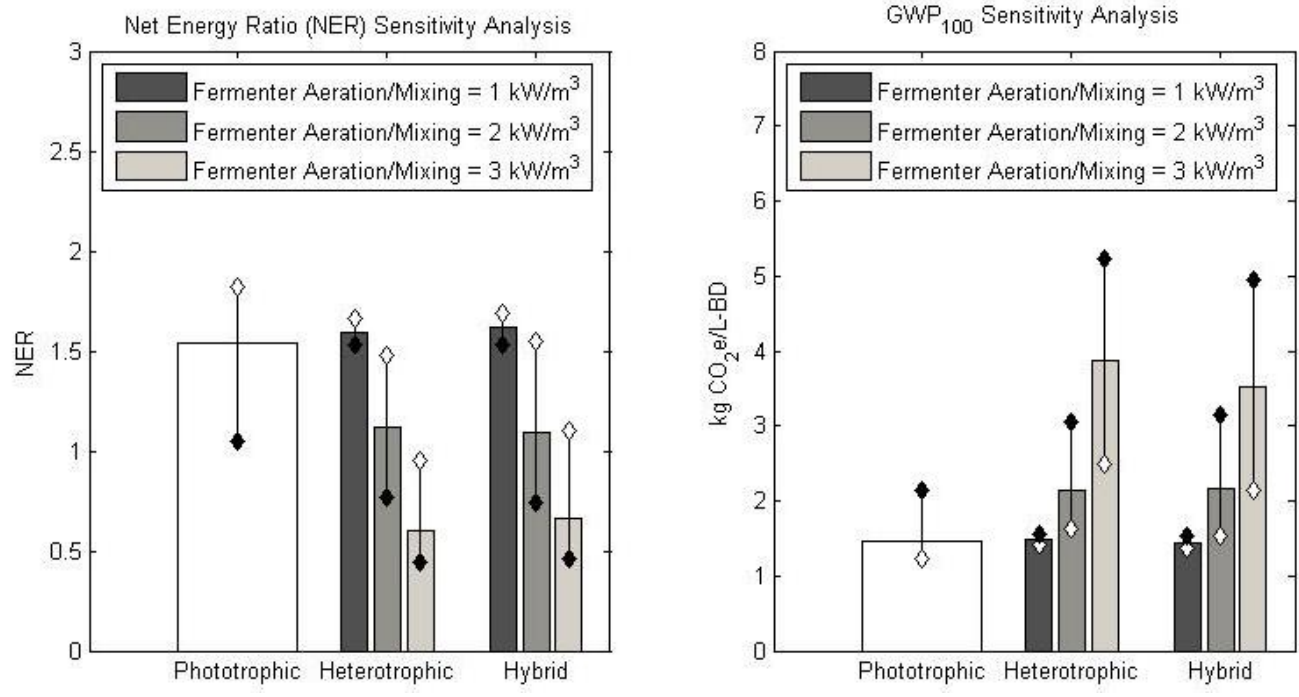 Net Energy Ratio (NER) Sensitivity Analysis
3
2.5
2
1.5
1
0.5
0
NER
Fermenter Aeration/Mixing = 1 kW/m³
Fermenter Aeration/Mixing = 2 kW/m³
Fermenter Aeration/Mixing = 3 kW/m³
Phototrophic Heterotrophic Hybrid
GWP₁₀₀ Sensitivity Analysis
8
7
6
5
4
3
2
1
0
kg CO₂e/L-BD
Fermenter Aeration/Mixing = 1 kW/m³
Fermenter Aeration/Mixing = 2 kW/m³
Fermenter Aeration/Mixing = 3 kW/m³
Phototrophic Heterotrophic Hybrid